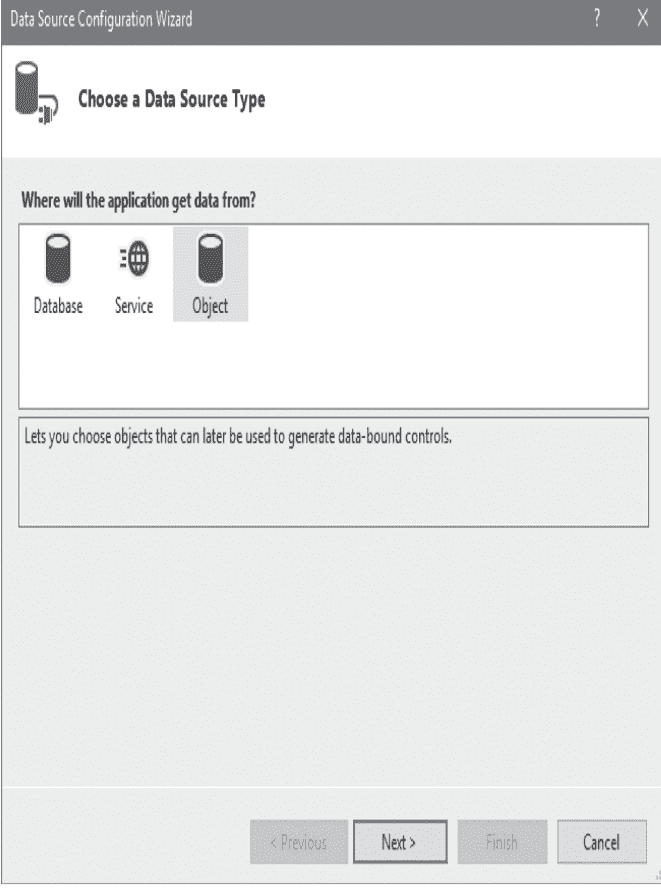 Data Source Configuration Wizard ? X
Choose a Data Source Type
Where will the application get data from?
Database Service Object
Lets you choose objects that can later be used to generate data-bound controls.
< Previous Next > Finish Cancel